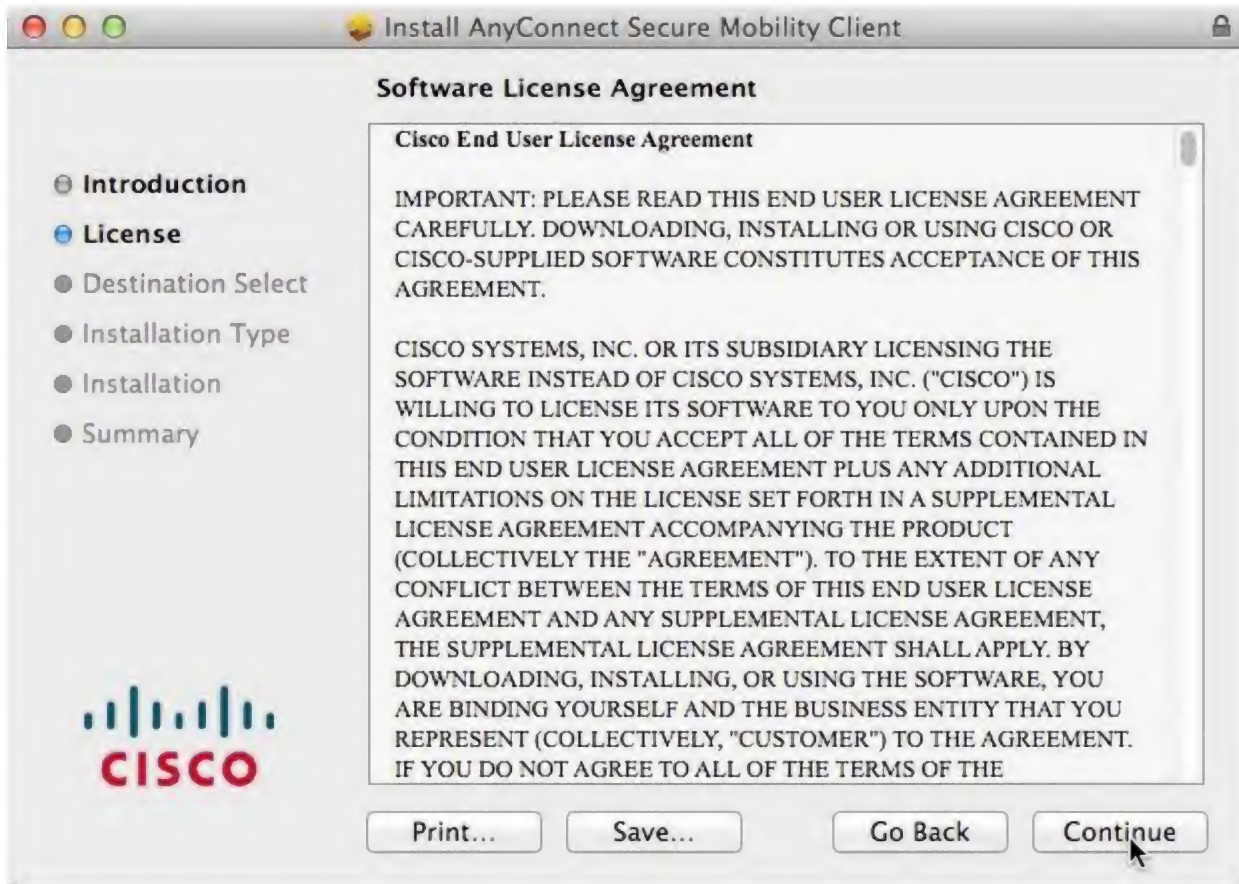 Install AnyConnect Secure Mobility Client
Software License Agreement
Introduction
License
Destination Select
Installation Type
Installation
Summary
CISCO
Cisco End User License Agreement
IMPORTANT: PLEASE READ THIS END USER LICENSE AGREEMENT
CAREFULLY. DOWNLOADING, INSTALLING OR USING CISCO OR
CISCO-SUPPLIED SOFTWARE CONSTITUTES ACCEPTANCE OF THIS
AGREEMENT.
CISCO SYSTEMS, INC. OR ITS SUBSIDIARY LICENSING THE
SOFTWARE INSTEAD OF CISCO SYSTEMS, INC. ("CISCO") IS
WILLING TO LICENSE ITS SOFTWARE TO YOU ONLY UPON THE
CONDITION THAT YOU ACCEPT ALL OF THE TERMS CONTAINED IN
THIS END USER LICENSE AGREEMENT PLUS ANY ADDITIONAL
LIMITATIONS ON THE LICENSE SET FORTH IN A SUPPLEMENTAL
LICENSE AGREEMENT ACCOMPANYING THE PRODUCT
(COLLECTIVELY THE "AGREEMENT"). TO THE EXTENT OF ANY
CONFLICT BETWEEN THE TERMS OF THIS END USER LICENSE
AGREEMENT AND ANY SUPPLEMENTAL LICENSE AGREEMENT,
THE SUPPLEMENTAL LICENSE AGREEMENT SHALL APPLY. BY
DOWNLOADING, INSTALLING, OR USING THE SOFTWARE, YOU
ARE BINDING YOURSELF AND THE BUSINESS ENTITY THAT YOU
REPRESENT (COLLECTIVELY, "CUSTOMER") TO THE AGREEMENT.
IF YOU DO NOT AGREE TO ALL OF THE TERMS OF THE
Print... Save... Go Back Continue